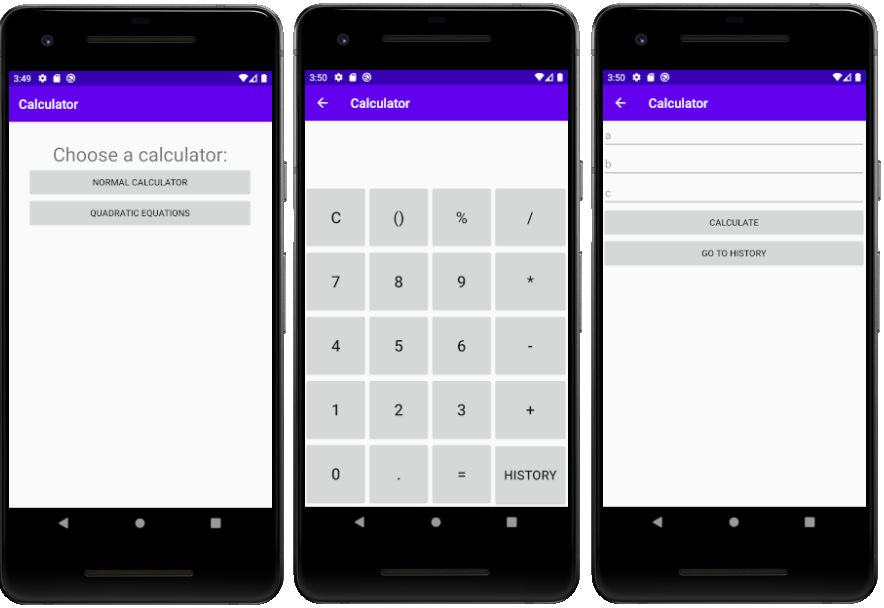 3:49
Calculator
Choose a calculator:
NORMAL CALCULATOR
QUADRATIC EQUATIONS
3:50
Calculator
C () % /
7 8 9 *
4 5 6 -
1 2 3 +
0 . = HISTORY
3:50
Calculator
a
b
c
CALCULATE
GO TO HISTORY